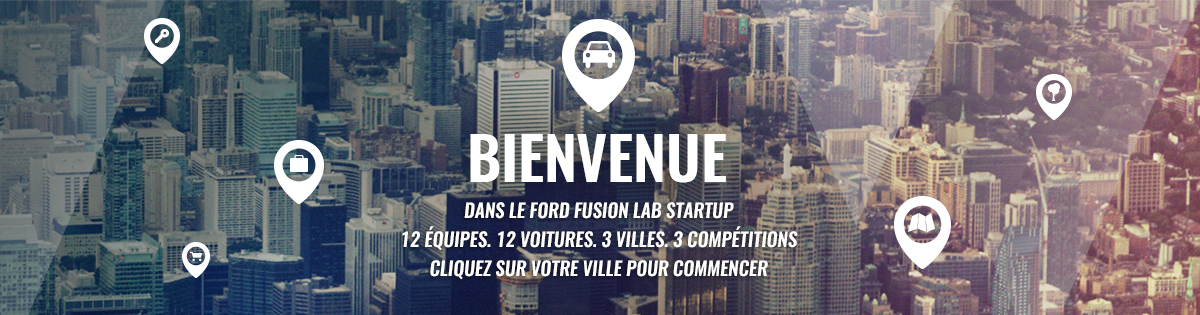 BIENVENUE
DANS LE FORD FUSION LAB STARTUP
12 ÉQUIPES. 12 VOITURES. 3 VILLES. 3 COMPÉTITIONS
CLIQUEZ SUR VOTRE VILLE POUR COMMENCER